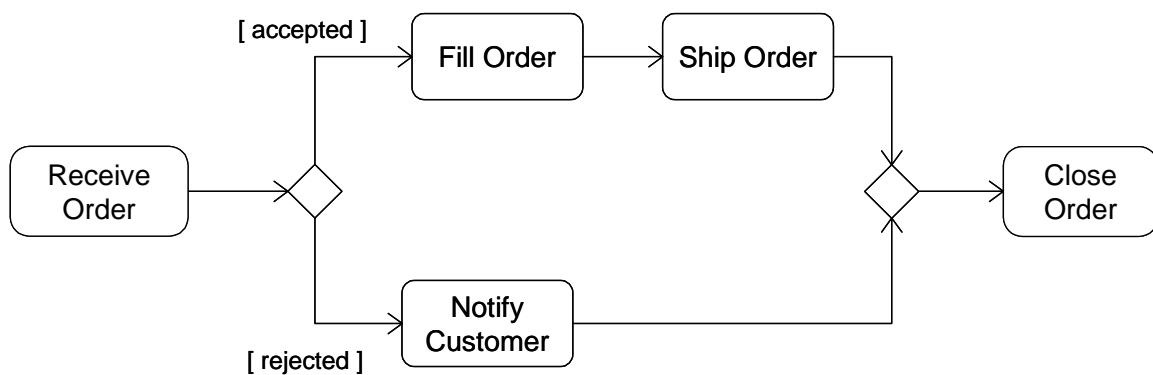 [ accepted ]
Fill Order
Ship Order
Receive
Order
Close
Order
Notify
Customer
[ rejected ]